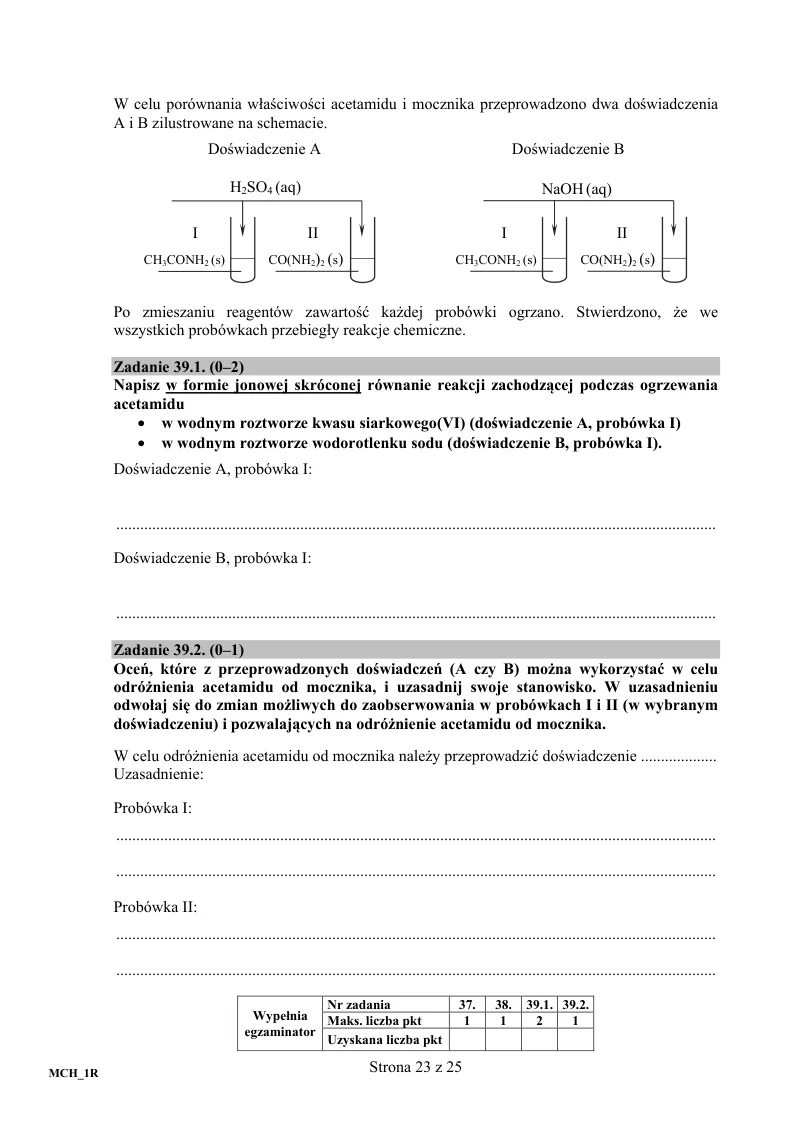 W celu porównania właściwości acetamidu i mocznika przeprowadzono dwa doświadczenia
A i B zilustrowane na schemacie.
Doświadczenie A
Doświadczenie B
H₂SO₄ (aq)
NaOH (aq)
I
II
I
II
CH₃CONH₂ (s)
CO(NH₂)₂ (s)
CH₃CONH₂ (s)
CO(NH₂)₂ (s)
Po zmieszaniu reagentów zawartość każdej probówki ogrzano. Stwierdzono, że we
wszystkich probówkach przebiegły reakcje chemiczne.
Zadanie 39.1. (0–2)
Napisz w formie jonowej skróconej równanie reakcji zachodzącej podczas ogrzewania
acetamidu
• w wodnym roztworze kwasu siarkowego(VI) (doświadczenie A, probówka I)
• w wodnym roztworze wodorotlenku sodu (doświadczenie B, probówka I).
Doświadczenie A, probówka I:
......................................................................................................................................................
Doświadczenie B, probówka I:
......................................................................................................................................................
Zadanie 39.2. (0–1)
Oceń, które z przeprowadzonych doświadczeń (A czy B) można wykorzystać w celu
odróżnienia acetamidu od mocznika, i uzasadnij swoje stanowisko. W uzasadnieniu
odwołaj się do zmian możliwych do zaobserwowania w probówkach I i II (w wybranym
doświadczeniu) i pozwalających na odróżnienie acetamidu od mocznika.
W celu odróżnienia acetamidu od mocznika należy przeprowadzić doświadczenie ...................
Uzasadnienie:
Probówka I:
......................................................................................................................................................
......................................................................................................................................................
Probówka II:
......................................................................................................................................................
......................................................................................................................................................
Wypełnia
egzaminator
Nr zadania 37. 38. 39.1. 39.2.
Maks. liczba pkt 1 1 2 1
Uzyskana liczba pkt
Strona 23 z 25
MCH_1R